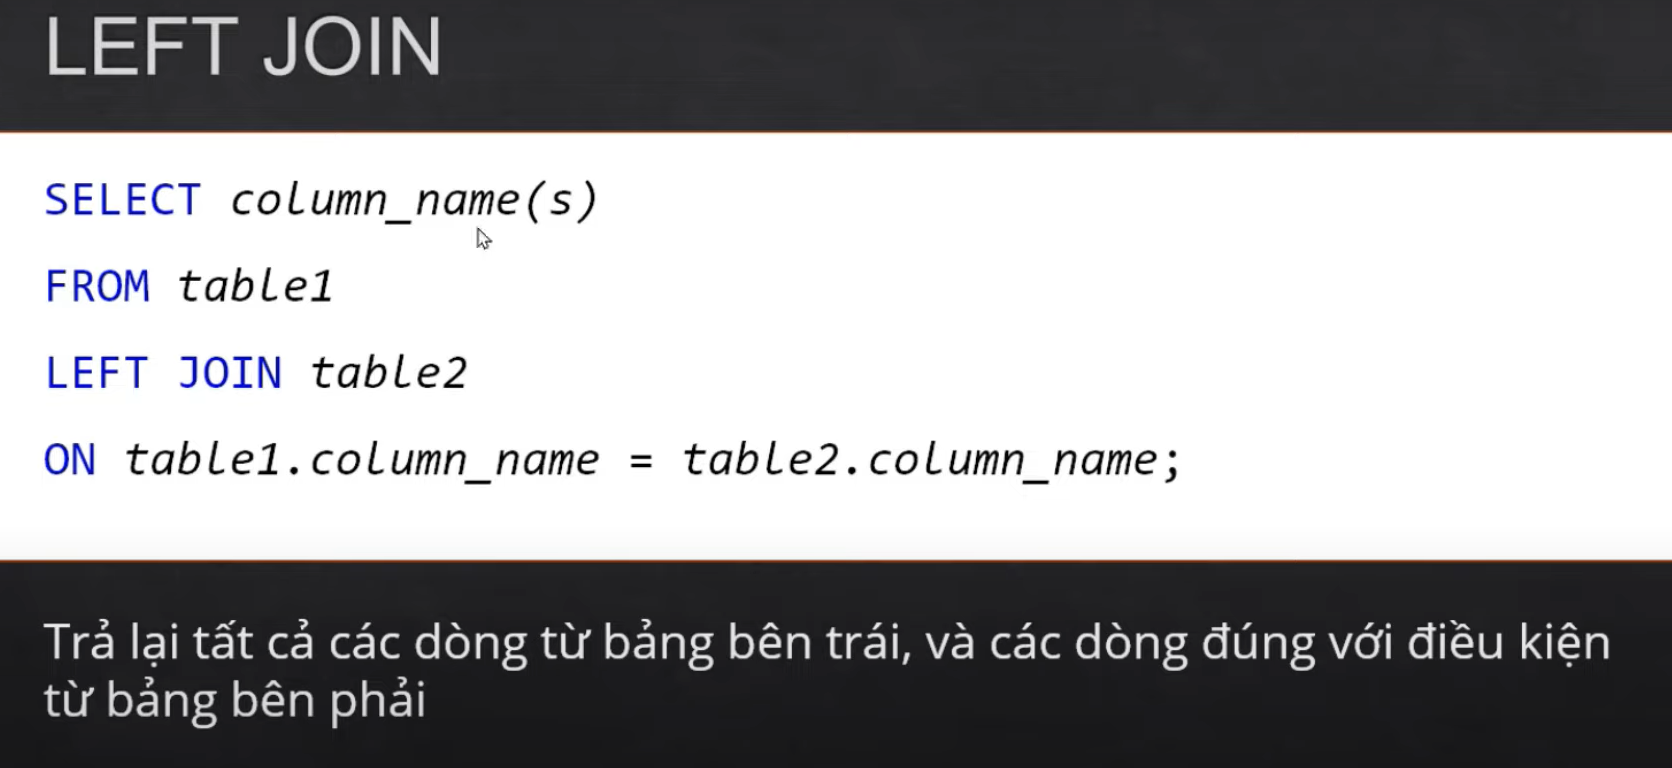 LEFT JOIN
SELECT column_name(s)
FROM table1
LEFT JOIN table2
ON table1.column_name = table2.column_name;
Trả lại tất cả các dòng từ bảng bên trái, và các dòng đúng với điều kiện
từ bảng bên phải